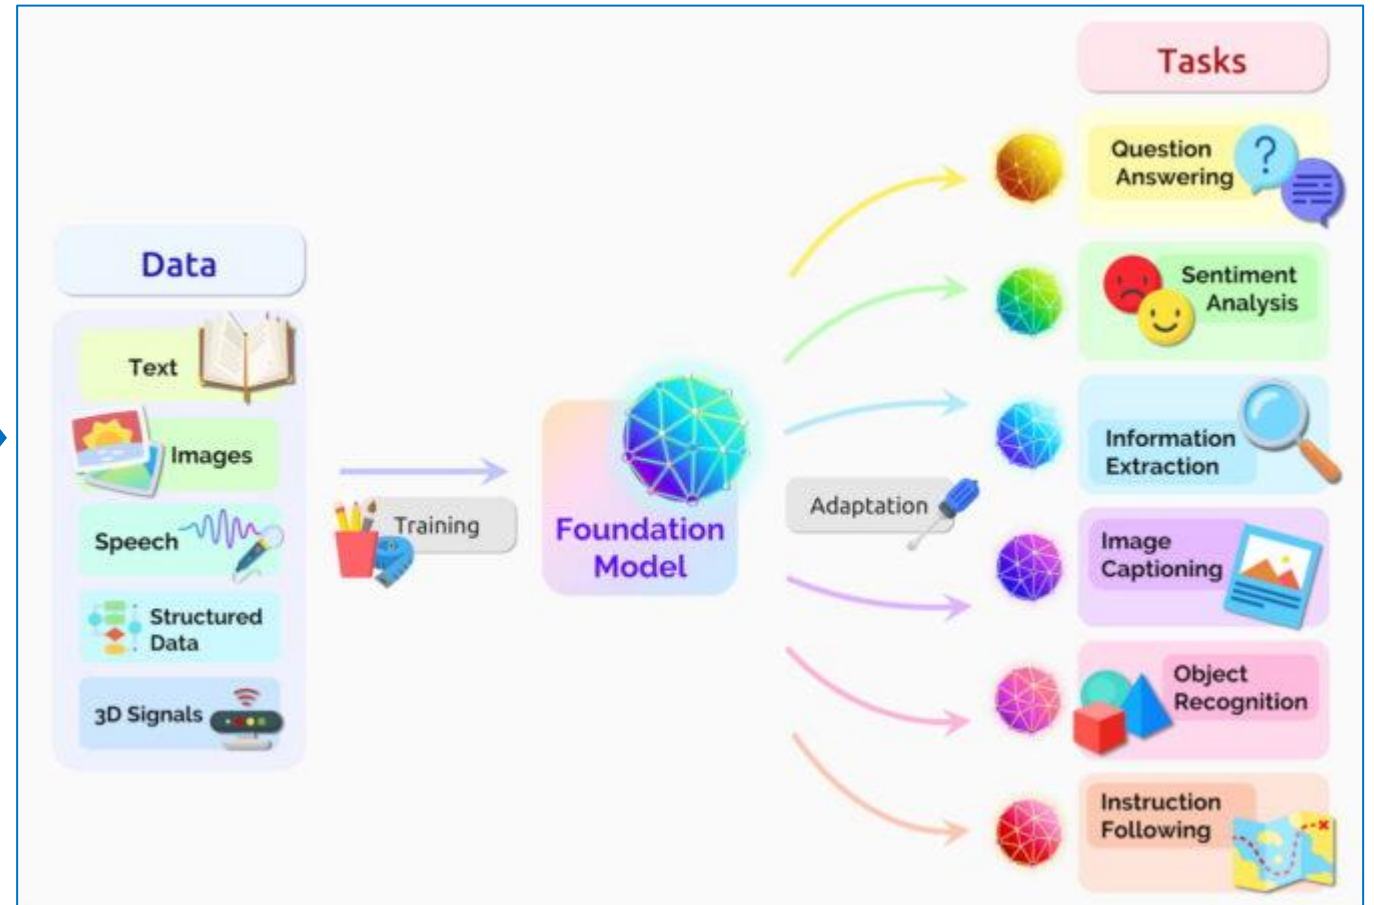 Data
Text
Images
Speech
Structured
Data
3D Signals
Training
Foundation
Model
Adaptation
Tasks
Question
Answering
Sentiment
Analysis
Information
Extraction
Image
Captioning
Object
Recognition
Instruction
Following